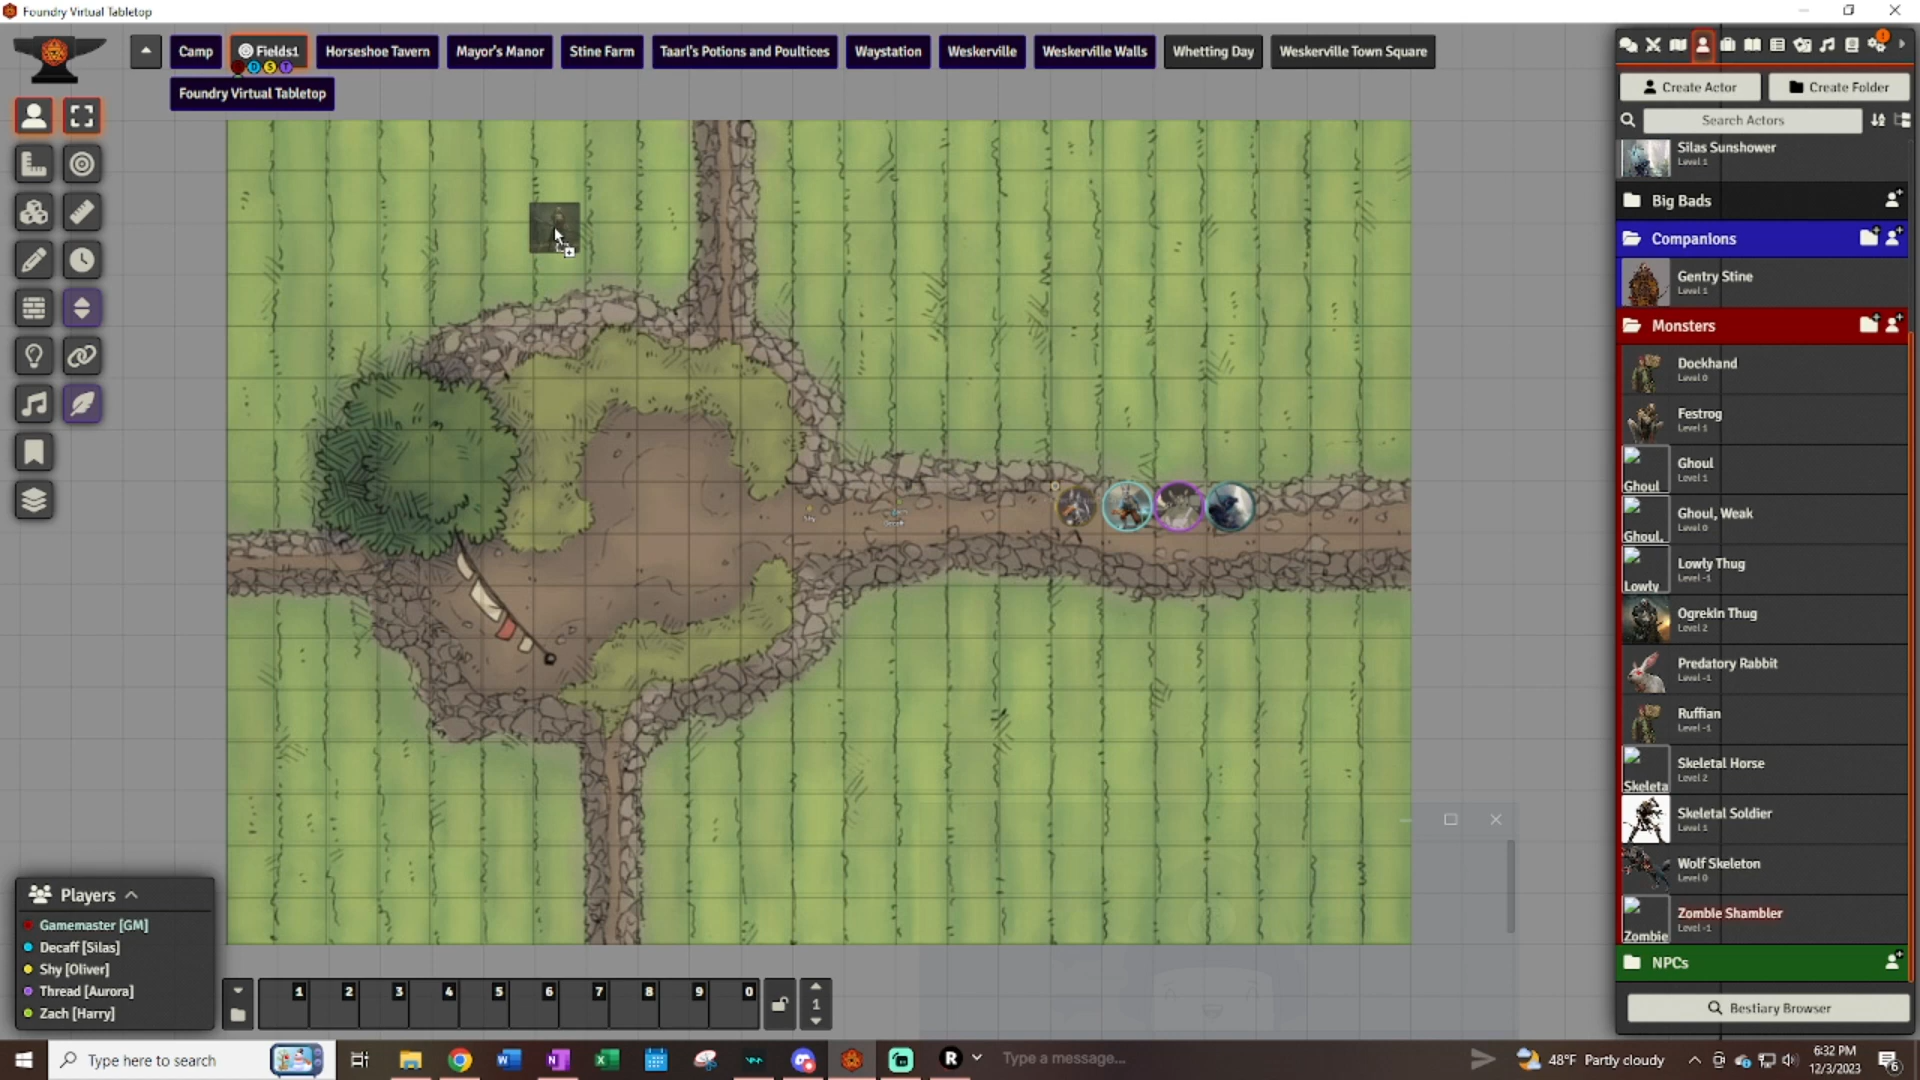 Foundry Virtual Tabletop
Camp
Fields1
Horseshoe Tavern
Mayor's Manor
Stine Farm
Taarl's Potions and Poultices
Waystation
Weskerville
Weskerville Walls
Whetting Day
Weskerville Town Square
D S T
Foundry Virtual Tabletop
Create Actor
Create Folder
Search Actors
Silas Sunshower
Level 1
Big Bads
Companions
Gentry Stine
Level 1
Monsters
Dockhand
Level 0
Festrog
Level 1
Ghoul
Ghoul
Level 1
Ghoul,
Ghoul, Weak
Level 0
Lowly
Lowly Thug
Level -1
Ogrekin Thug
Level 2
Predatory Rabbit
Level -1
Ruffian
Level -1
Skeleta
Skeletal Horse
Level 2
Skeletal Soldier
Level 1
Wolf Skeleton
Level 0
Zombie
Zombie Shambler
Level -1
NPCs
Bestiary Browser
Shy
Decaff
Players
Gamemaster [GM]
Decaff [Silas]
Shy [Oliver]
Thread [Aurora]
Zach [Harry]
1 2 3 4 5 6 7 8 9 0
1
Type here to search
R
Type a message...
48°F Partly cloudy
6:32 PM
12/3/2023
6